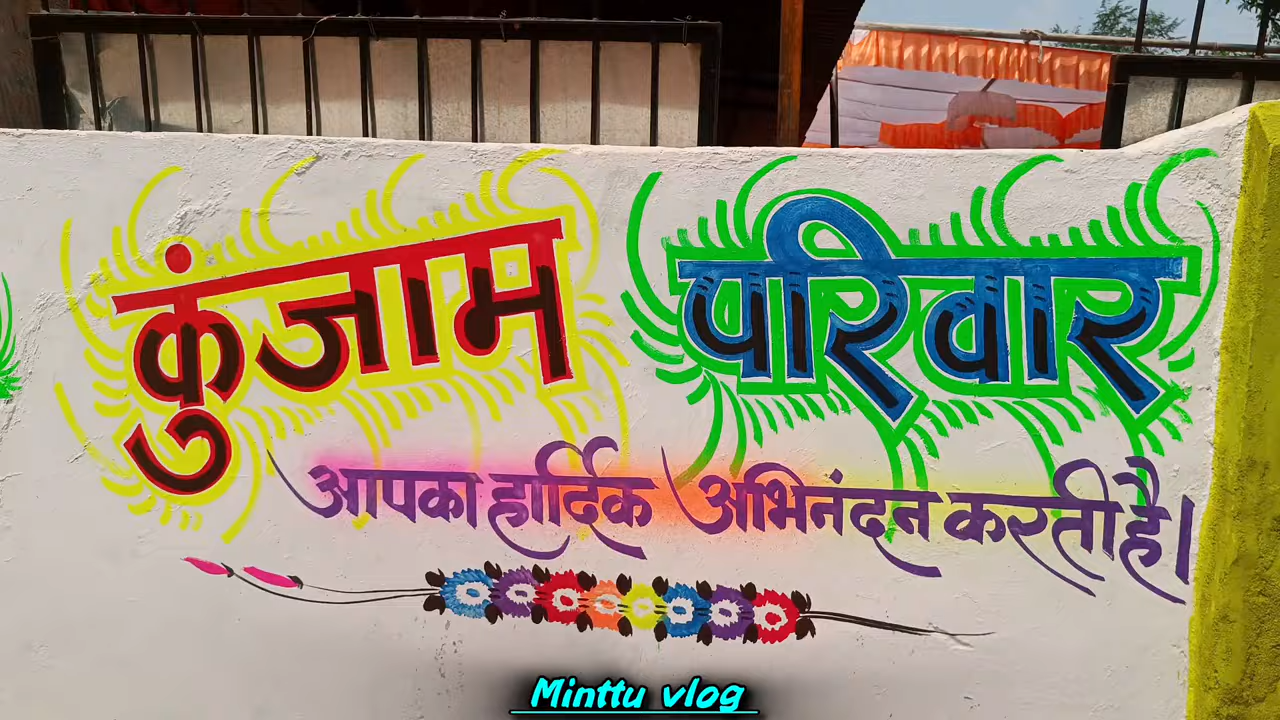 कुंजाम परिवार
आपका हार्दिक अभिनंदन करती है।
Minttu vlog